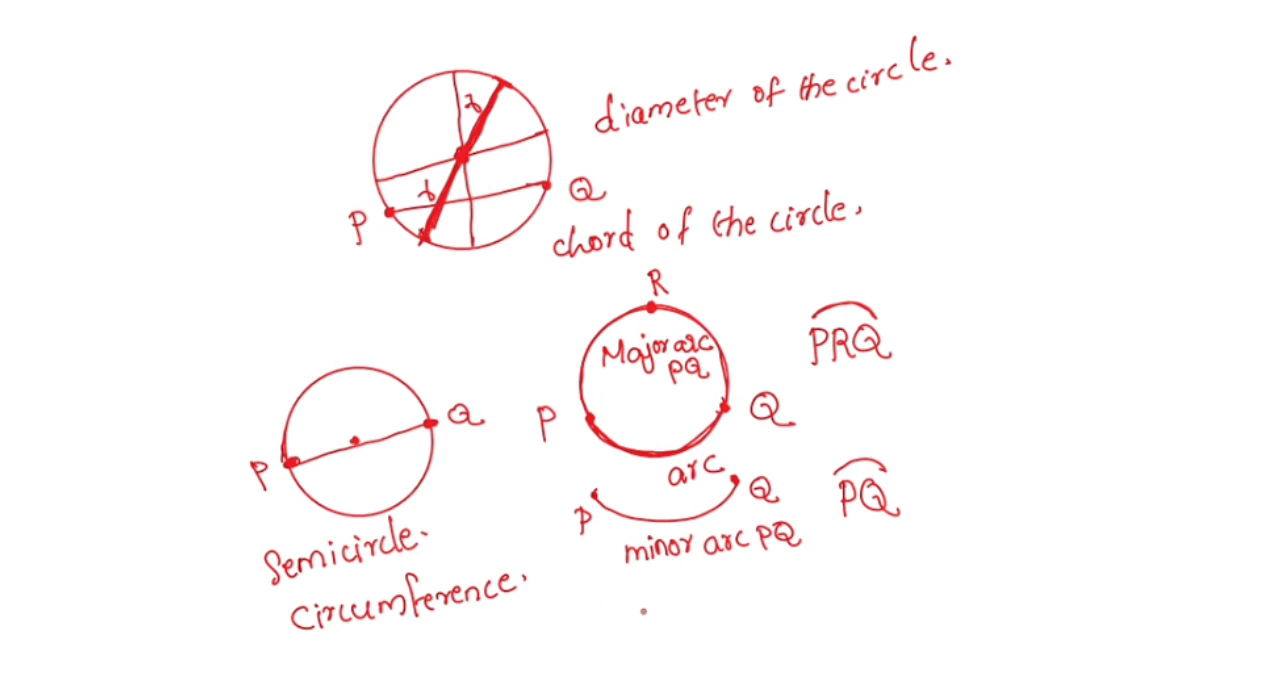 diameter of the circle.
r
r
P
Q
chord of the circle.
R
Major arc
PQ
PRQ
P
Q
P
Q
arc
P
Q
PQ
minor arc PQ
Semicircle.
Circumference.